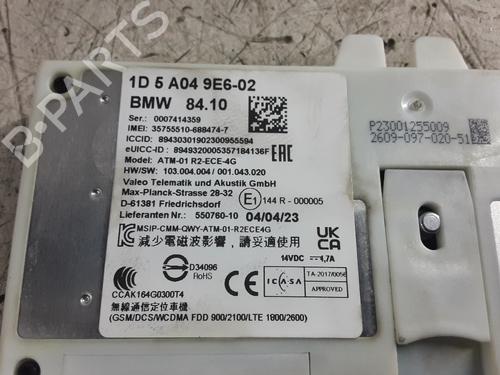 B-PARTS
1D 5 A04 9E6-02
BMW 84.10
Ser.: 0007414359
IMEI: 35755510-688474-7
ICCID: 89430301902300955594
eUICC-ID : 89493200053571841 36F
Model: ATM-01 R2-ECE-4G
HW/SW: 103.004.004 / 001.043.020
Valeo Telematik und Akustik GmbH
Max-Planck-Strasse 28-32
D-61381 Friedrichsdorf
E1 144 R - 000005
Lieferanten Nr.: 550760-10 04/04/23
MSIP-CMM-QWY-ATM-01-R2ECE4G
減少電磁波影響，請妥適使用
UK CA
14VDC 1,7A
CCAK164G0300T4
D34096
RoHS
ICASA
TA-2017/0056
APPROVED
無線通信定位車機
(GSM/DCS/WCDMA FDD 900/2100/LTE 1800/2600)
P23001255009
2609-097-020-51